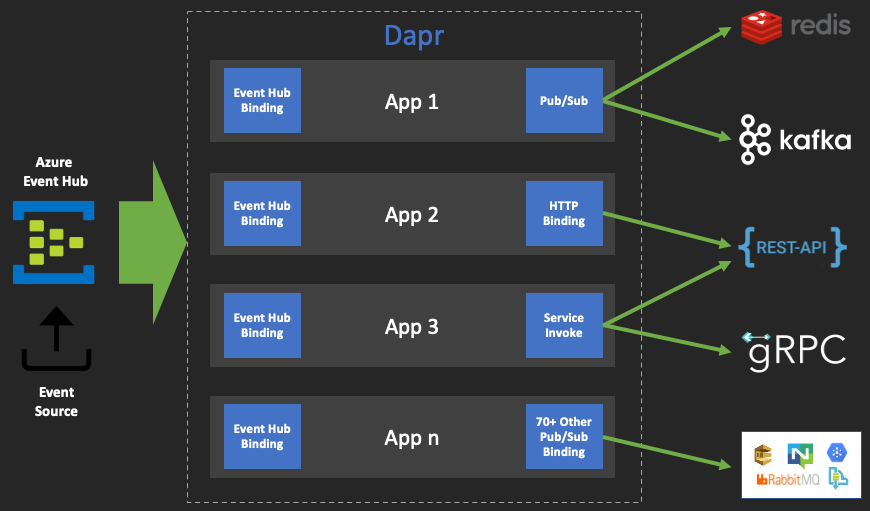 Dapr
Azure
Event Hub
Event
Source
Event Hub
Binding
App 1
Pub/Sub
Event Hub
Binding
App 2
HTTP
Binding
Event Hub
Binding
App 3
Service
Invoke
Event Hub
Binding
App n
70+ Other
Pub/Sub
Binding
redis
kafka
{REST-API}
gRPC
N
RabbitMQ